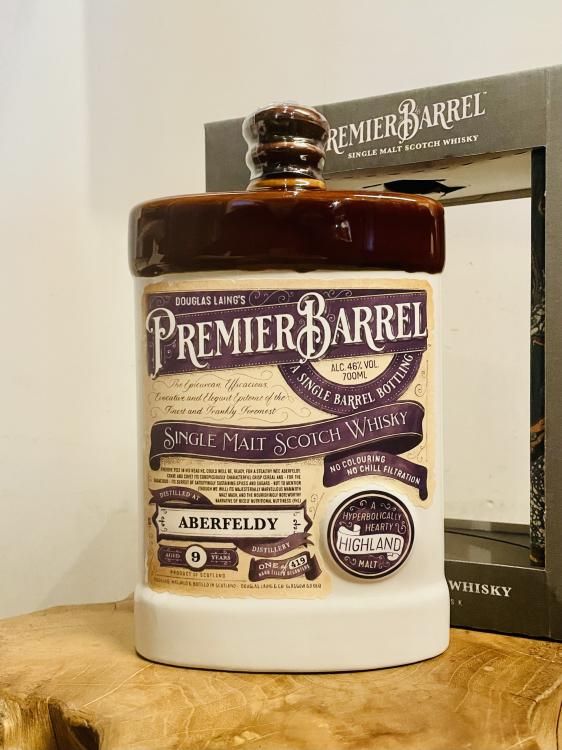 PREMIER BARREL
SINGLE MALT SCOTCH WHISKY
DOUGLAS LAING'S
PREMIER BARREL
ALC. 46% VOL
700ML
A SINGLE BARREL BOTTLING
The Epicurean, Efficacious,
Evocative and Elegant Epitome of the
Finest and Frankly Foremost
SINGLE MALT SCOTCH WHISKY
NO COLOURING
NO CHILL FILTRATION
DISTILLED AT
ABERFELDY
DISTILLERY
AGED 9 YEARS
ONE of 419
HAND FILLED DECANTERS
PRODUCT OF SCOTLAND
A
HYPERBOLICALLY
HEARTY
HIGHLAND
MALT
WHISKY